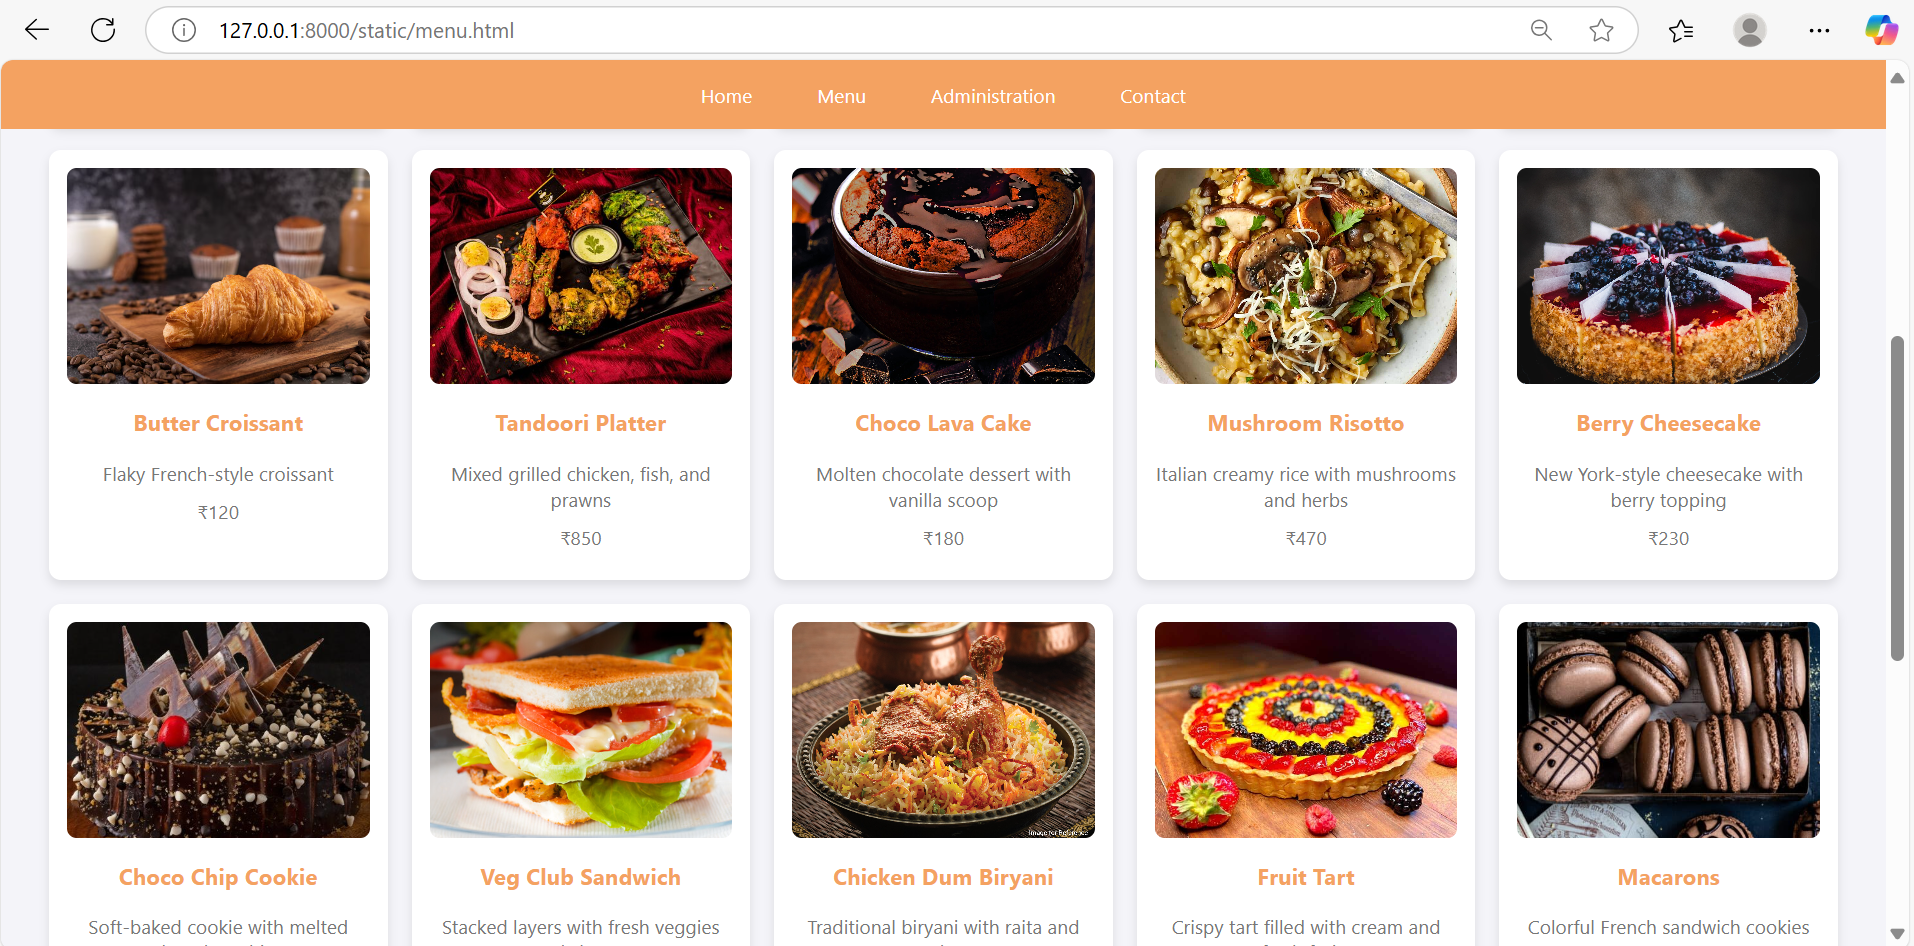 127.0.0.1:8000/static/menu.html
Home Menu Administration Contact
Butter Croissant
Flaky French-style croissant
₹120
Tandoori Platter
Mixed grilled chicken, fish, and
prawns
₹850
Choco Lava Cake
Molten chocolate dessert with
vanilla scoop
₹180
Mushroom Risotto
Italian creamy rice with mushrooms
and herbs
₹470
Berry Cheesecake
New York-style cheesecake with
berry topping
₹230
Choco Chip Cookie
Soft-baked cookie with melted
Veg Club Sandwich
Stacked layers with fresh veggies
Image for Reference
Chicken Dum Biryani
Traditional biryani with raita and
Fruit Tart
Crispy tart filled with cream and
Macarons
Colorful French sandwich cookies